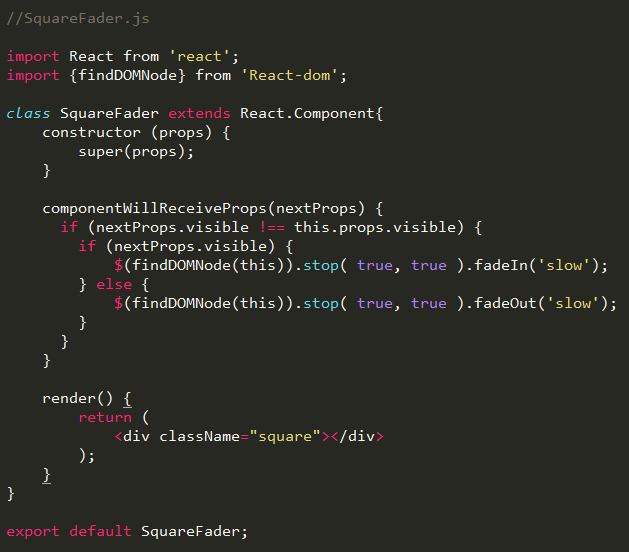 //SquareFader.js
import React from 'react';
import {findDOMNode} from 'React-dom';
class SquareFader extends React.Component{
constructor (props) {
super(props);
}
componentWillReceiveProps(nextProps) {
if (nextProps.visible !== this.props.visible) {
if (nextProps.visible) {
$(findDOMNode(this)).stop( true, true ).fadeIn('slow');
} else {
$(findDOMNode(this)).stop( true, true ).fadeOut('slow');
}
}
}
render() {
return (
<div className="square"></div>
);
}
}
export default SquareFader;